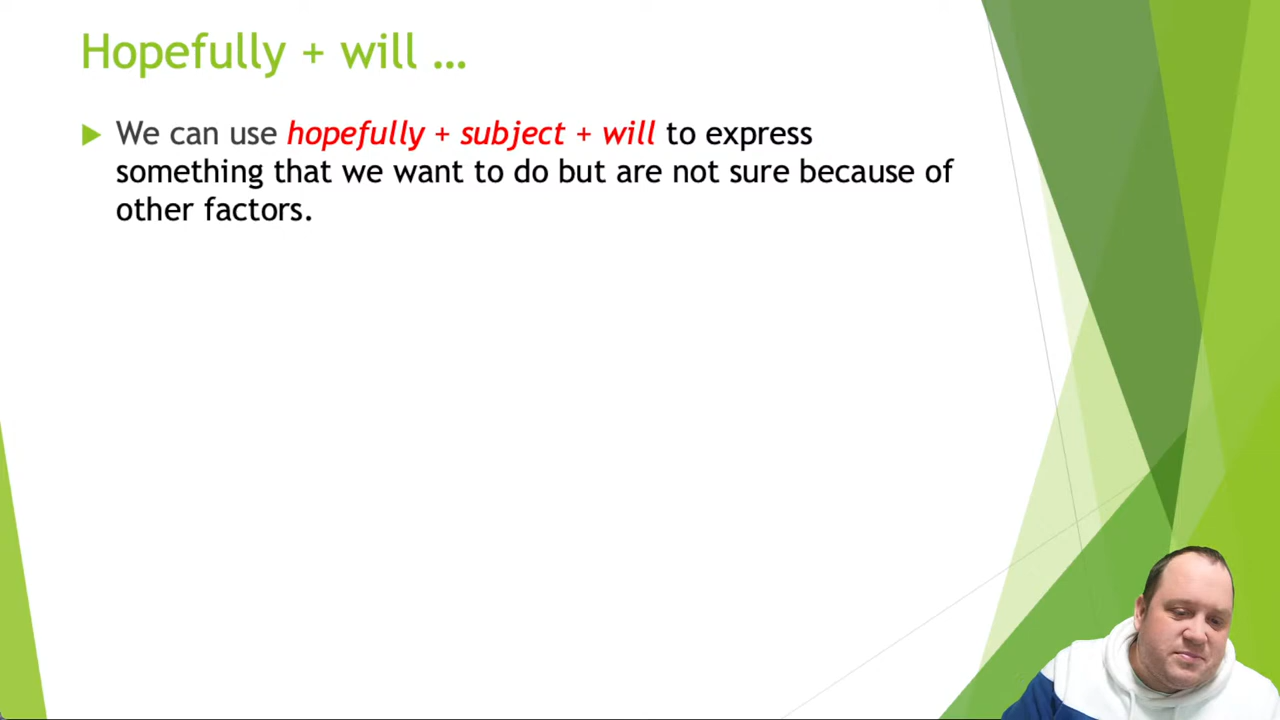 Hopefully + will …
We can use hopefully + subject + will to express
something that we want to do but are not sure because of
other factors.